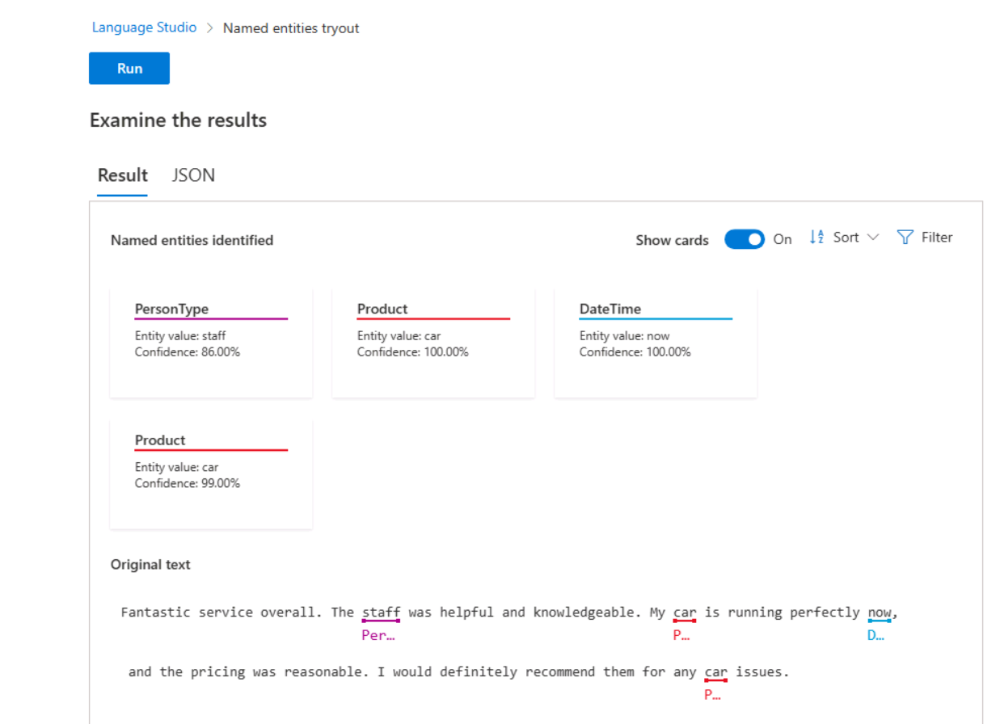 Language Studio > Named entities tryout
Run
Examine the results
Result JSON
Named entities identified
Show cards On Sort Filter
PersonType
Entity value: staff
Confidence: 86.00%
Product
Entity value: car
Confidence: 100.00%
DateTime
Entity value: now
Confidence: 100.00%
Product
Entity value: car
Confidence: 99.00%
Original text
Fantastic service overall. The staff was helpful and knowledgeable. My car is running perfectly now,
Per… P… D…
and the pricing was reasonable. I would definitely recommend them for any car issues.
P…